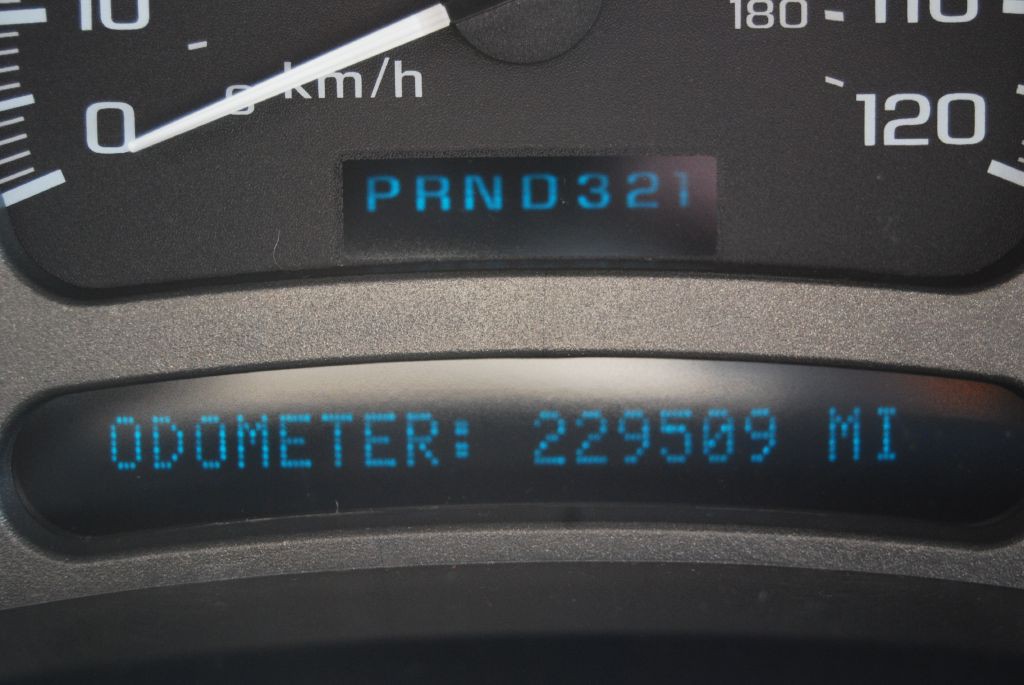 10 180 110
km/h
0 120
PRND321
ODOMETER: 229509 MI